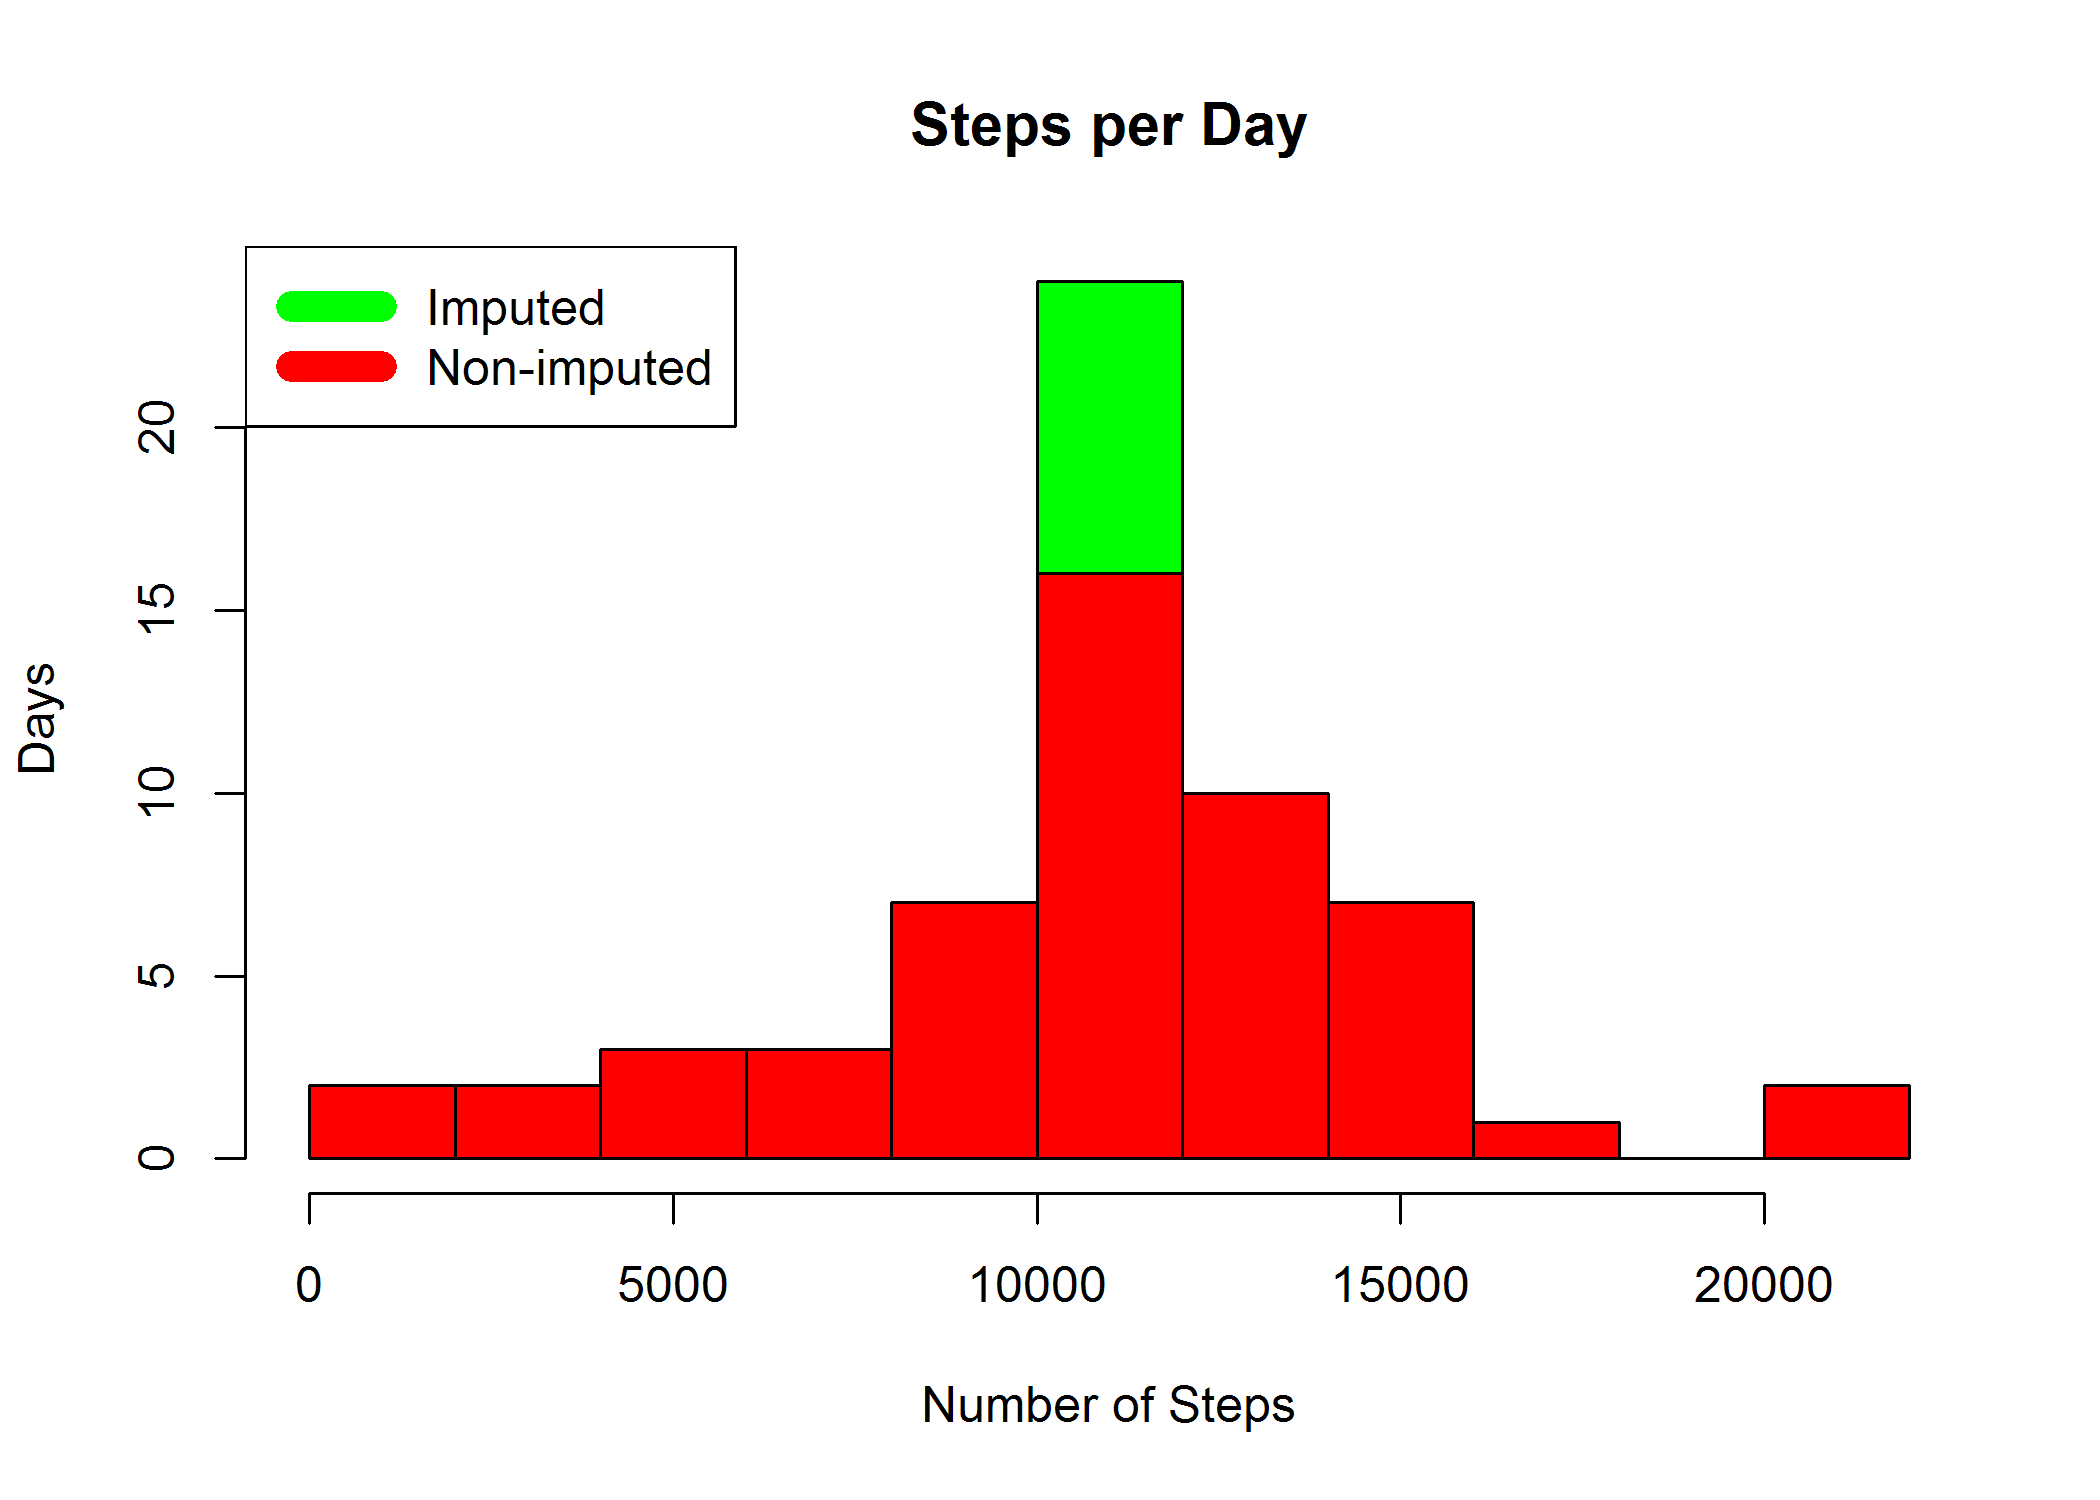 Steps per Day
Imputed
Non-imputed
20
15
10
5
0
Days
0 5000 10000 15000 20000
Number of Steps